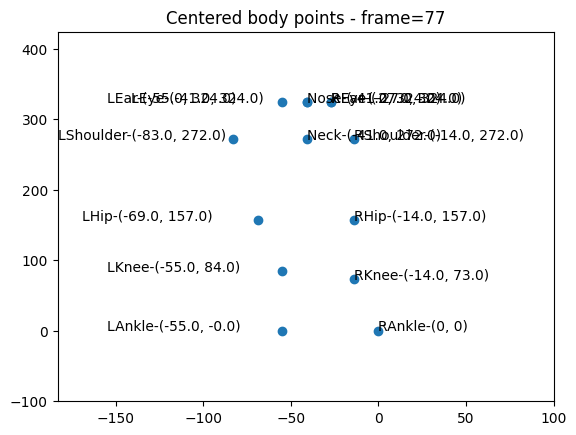 Centered body points - frame=77
400
300
200
100
0
−100
−150
−100
−50
0
50
100
LShoulder-(-83.0, 272.0)
LHip-(-69.0, 157.0)
RHip-(-14.0, 157.0)
LKnee-(-55.0, 84.0)
RKnee-(-14.0, 73.0)
LAnkle-(-55.0, -0.0)
RAnkle-(0, 0)